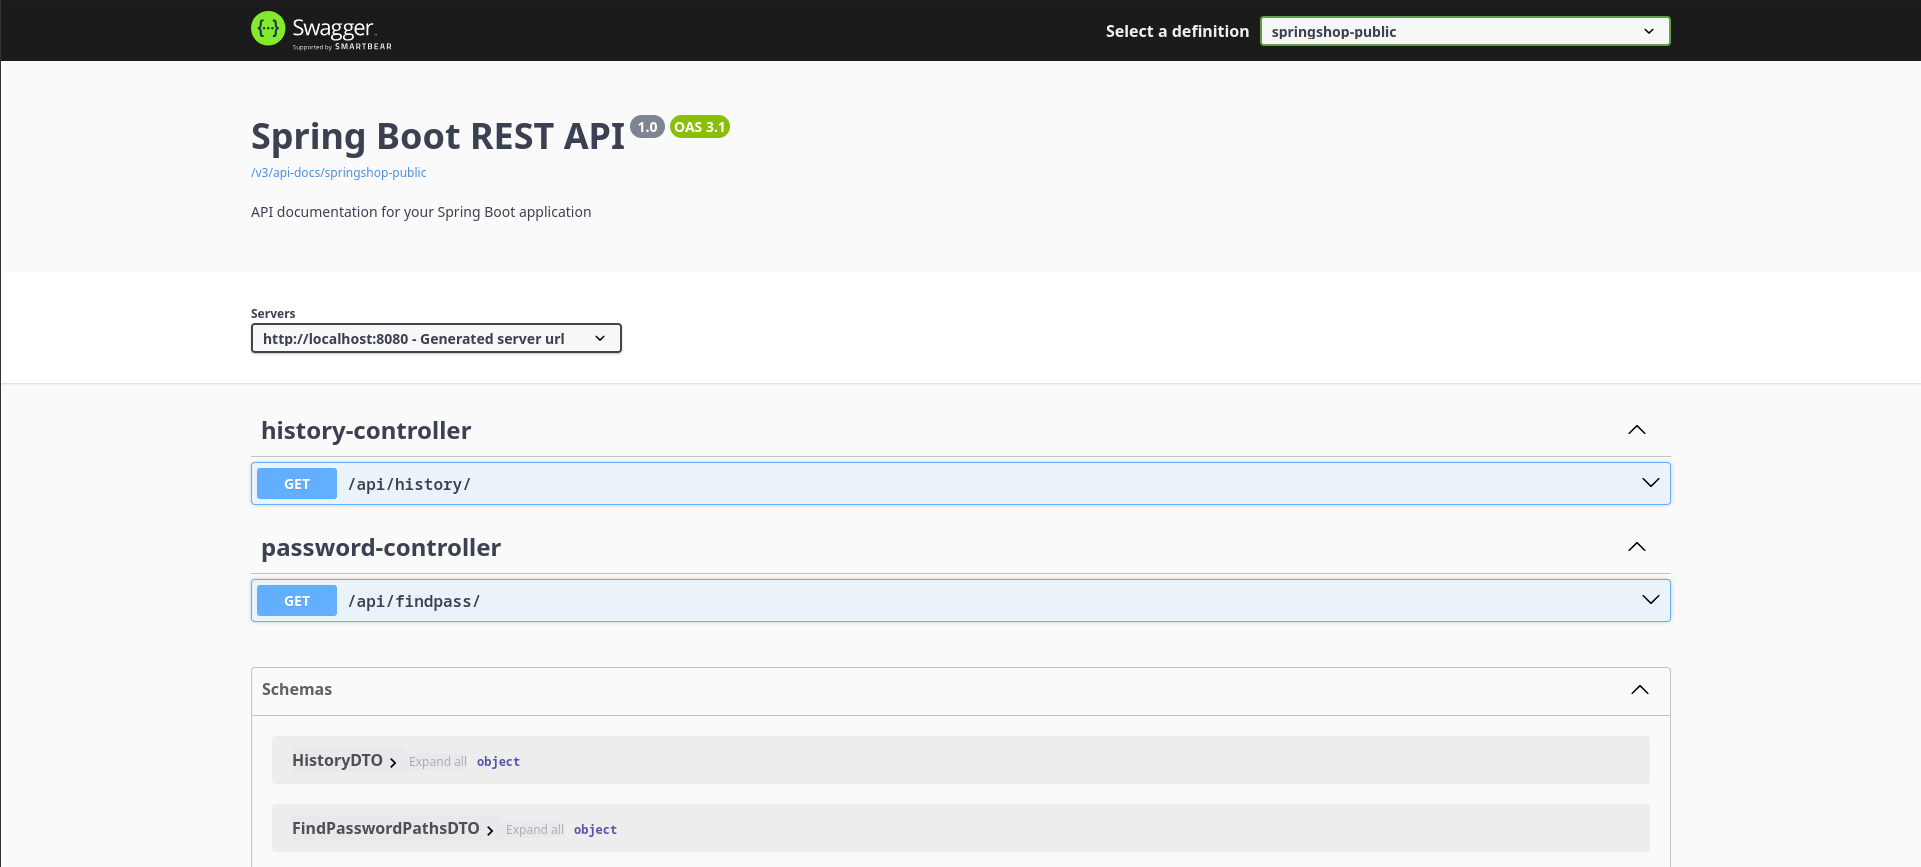 Swagger
Supported by SMARTBEAR
Select a definition
springshop-public
Spring Boot REST API 1.0 OAS 3.1
/v3/api-docs/springshop-public
API documentation for your Spring Boot application
Servers
http://localhost:8080 - Generated server url
history-controller
GET /api/history/
password-controller
GET /api/findpass/
Schemas
HistoryDTO Expand all object
FindPasswordPathsDTO Expand all object